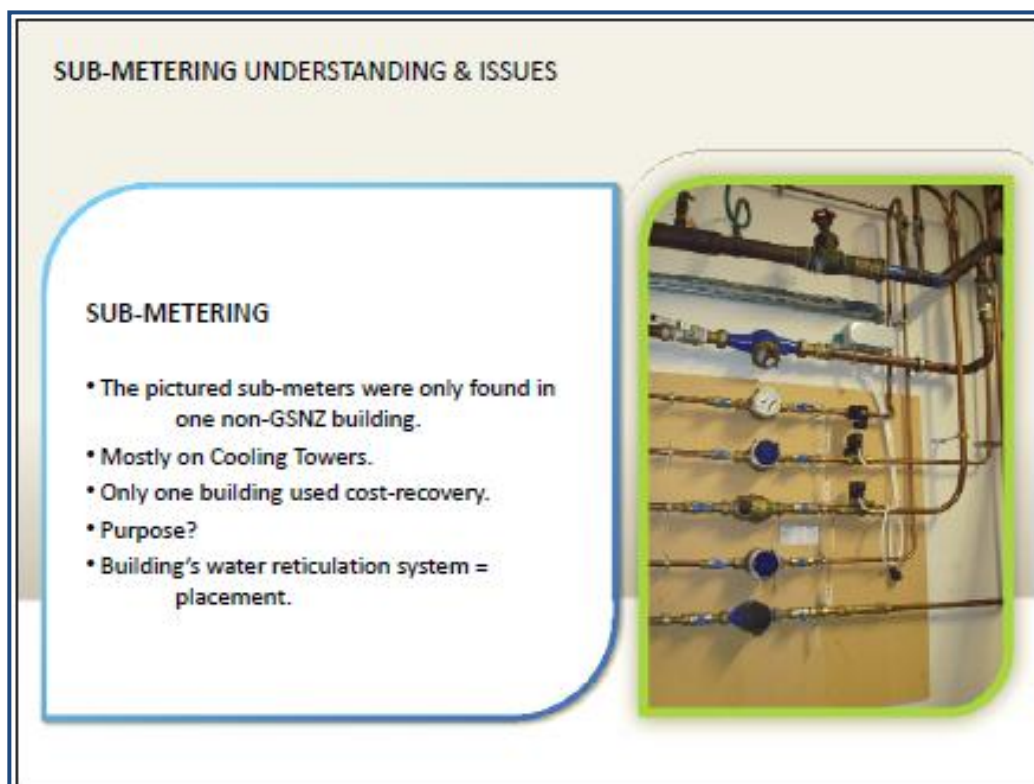 SUB-METERING UNDERSTANDING & ISSUES
SUB-METERING
• The pictured sub-meters were only found in
one non-GSNZ building.
• Mostly on Cooling Towers.
• Only one building used cost-recovery.
• Purpose?
• Building's water reticulation system =
placement.